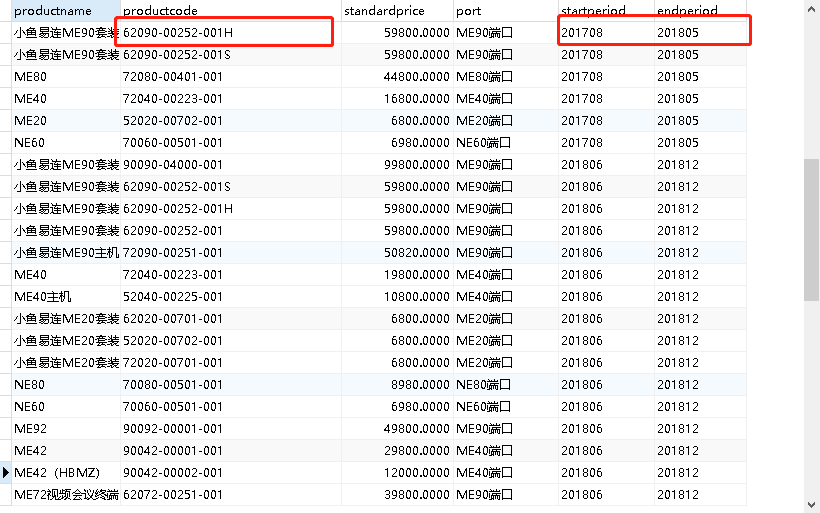 productname productcode standardprice port startperiod endperiod
小鱼易连ME90套装 62090-00252-001H 59800.0000 ME90端口 201708 201805
小鱼易连ME90套装 62090-00252-001S 59800.0000 ME90端口 201708 201805
ME80 72080-00401-001 44800.0000 ME80端口 201708 201805
ME40 72040-00223-001 16800.0000 ME40端口 201708 201805
ME20 52020-00702-001 6800.0000 ME20端口 201708 201805
NE60 70060-00501-001 6980.0000 NE60端口 201708 201805
小鱼易连ME90套装 90090-04000-001 99800.0000 ME90端口 201806 201812
小鱼易连ME90套装 62090-00252-001S 59800.0000 ME90端口 201806 201812
小鱼易连ME90套装 62090-00252-001H 59800.0000 ME90端口 201806 201812
小鱼易连ME90套装 62090-00252-001 59800.0000 ME90端口 201806 201812
小鱼易连ME90主机 72090-00251-001 50820.0000 ME90端口 201806 201812
ME40 72040-00223-001 19800.0000 ME40端口 201806 201812
ME40主机 52040-00225-001 10800.0000 ME40端口 201806 201812
小鱼易连ME20套装 62020-00701-001 6800.0000 ME20端口 201806 201812
小鱼易连ME20套装 52020-00702-001 6800.0000 ME20端口 201806 201812
小鱼易连ME20套装 72020-00701-001 6800.0000 ME20端口 201806 201812
NE80 70080-00501-001 8980.0000 NE80端口 201806 201812
NE60 70060-00501-001 6980.0000 NE60端口 201806 201812
ME92 90092-00001-001 49800.0000 ME90端口 201806 201812
ME42 90042-00001-001 29800.0000 ME40端口 201806 201812
ME42（HBMZ） 90042-00002-001 12000.0000 ME40端口 201806 201812
ME72视频会议终端 62072-00251-001 39800.0000 ME90端口 201806 201812